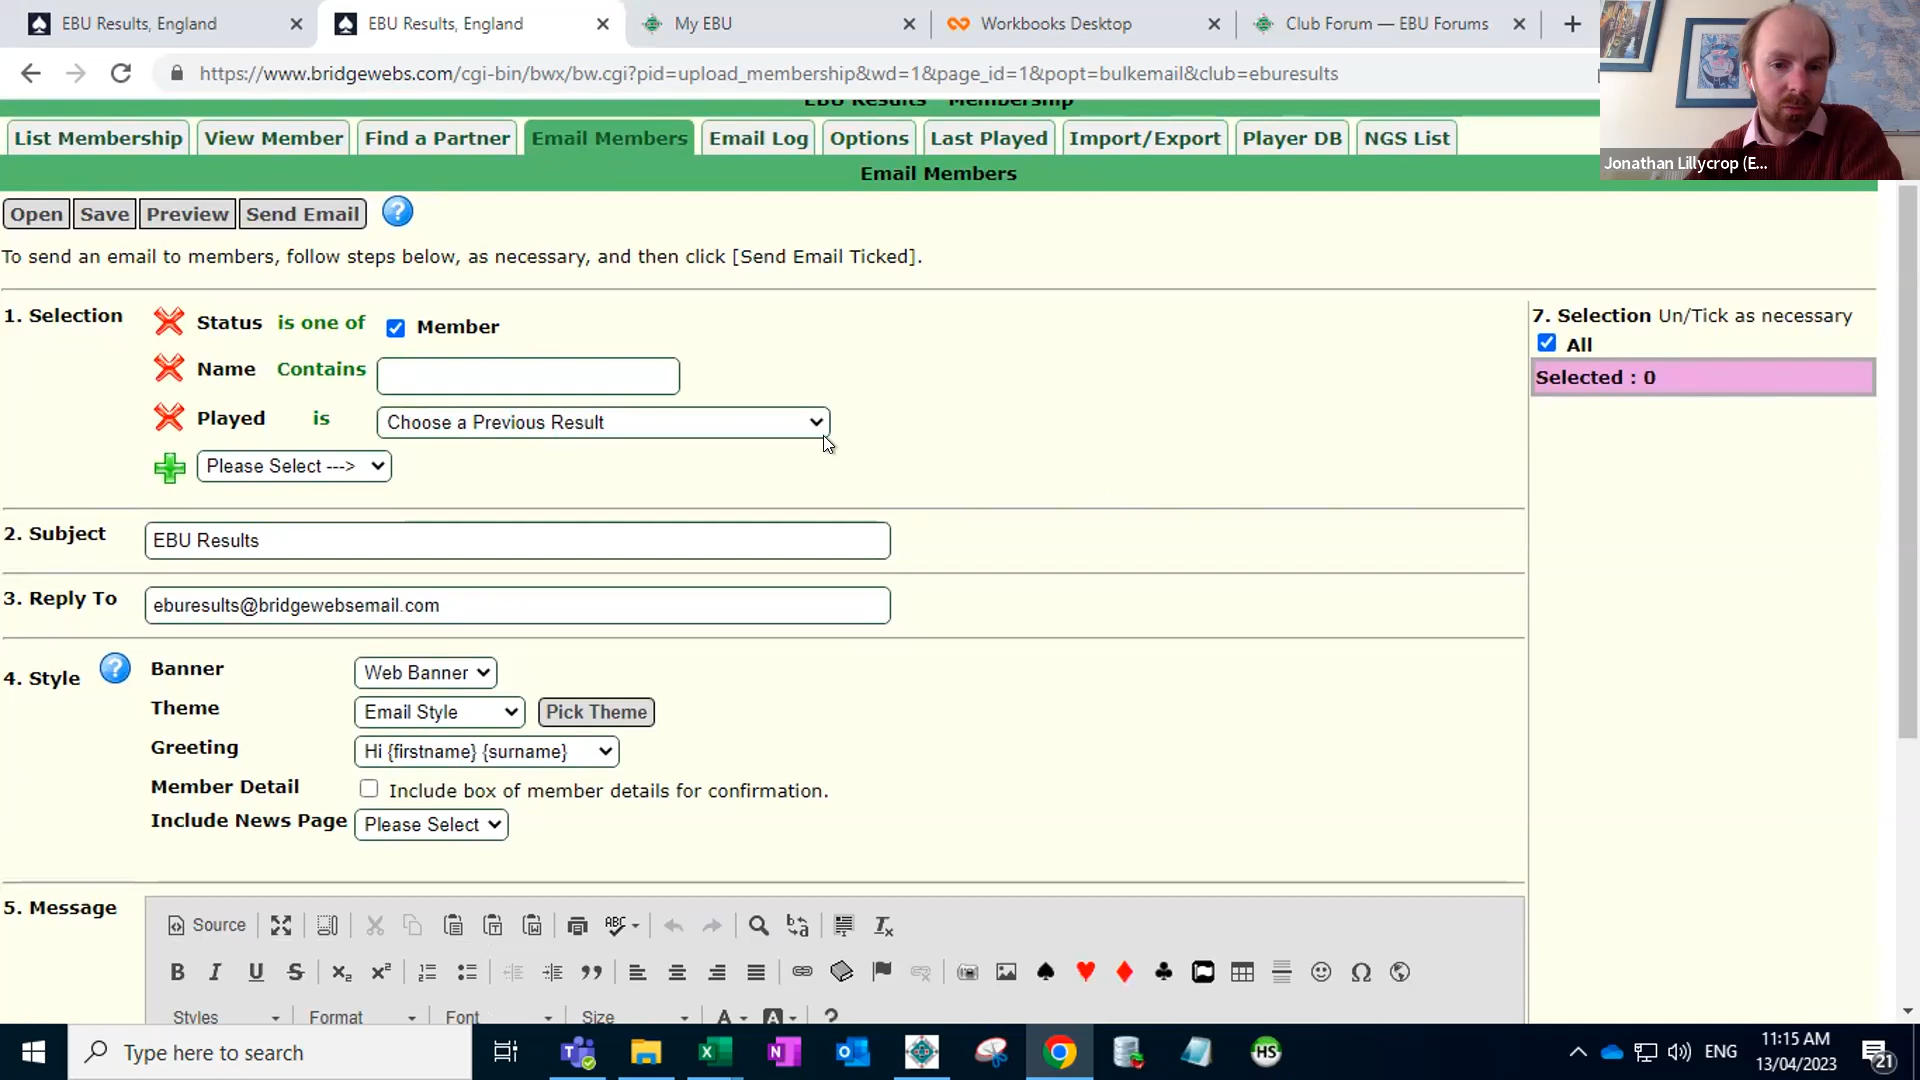 EBU Results, England
EBU Results, England
My EBU
Workbooks Desktop
Club Forum — EBU Forums
https://www.bridgewebs.com/cgi-bin/bwx/bw.cgi?pid=upload_membership&wd=1&page_id=1&popt=bulkemail&club=eburesults
EBU Results Membership
List Membership View Member Find a Partner Email Members Email Log Options Last Played Import/Export Player DB NGS List
Jonathan Lillycrop (E...
Email Members
Open Save Preview Send Email ?
To send an email to members, follow steps below, as necessary, and then click [Send Email Ticked].
1. Selection Status is one of Member
Name Contains
Played is Choose a Previous Result
Please Select --->
7. Selection Un/Tick as necessary
All
Selected : 0
2. Subject EBU Results
3. Reply To eburesults@bridgewebsemail.com
4. Style ? Banner Web Banner
Theme Email Style Pick Theme
Greeting Hi {firstname} {surname}
Member Detail Include box of member details for confirmation.
Include News Page Please Select
5. Message
Source ABC
B I U S
Styles Format Font Size A A ?
Type here to search
HS
ENG
11:15 AM
13/04/2023
21